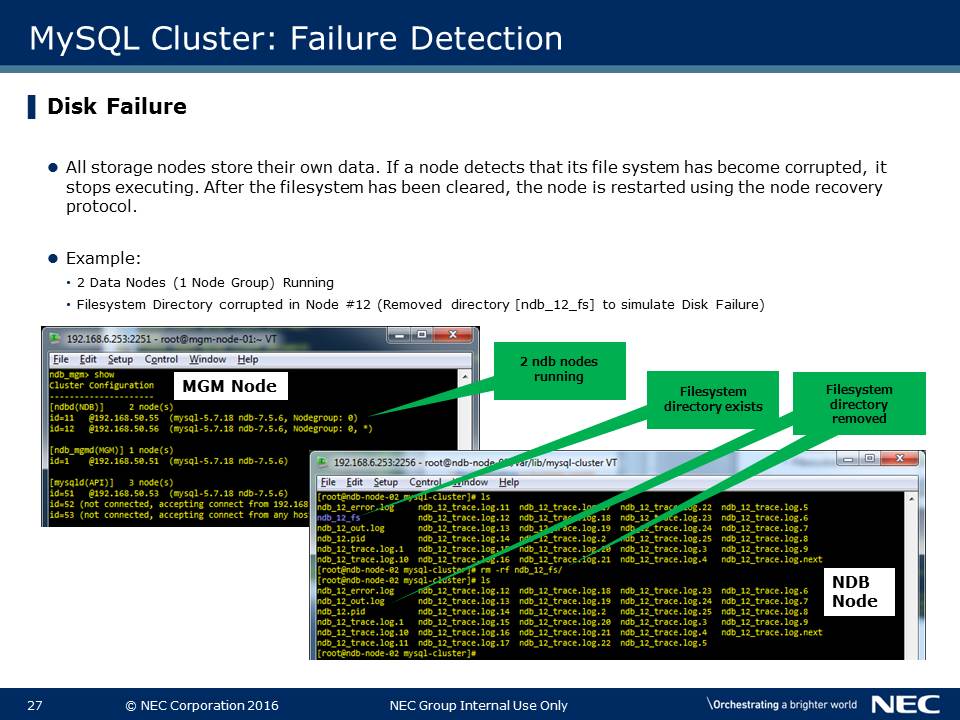 MySQL Cluster: Failure Detection
Disk Failure
All storage nodes store their own data. If a node detects that its file system has become corrupted, it
stops executing. After the filesystem has been cleared, the node is restarted using the node recovery
protocol.
Example:
• 2 Data Nodes (1 Node Group) Running
• Filesystem Directory corrupted in Node #12 (Removed directory [ndb_12_fs] to simulate Disk Failure)
192.168.6.253:2251 - root@mgm-node-01:~ VT
File Edit Setup Control Window Help
ndb_mgm> show
Cluster Configuration
---------------------
[ndbd(NDB)] 2 node(s)
id=11 @192.168.50.55 (mysql-5.7.18 ndb-7.5.6, Nodegroup: 0)
id=12 @192.168.50.56 (mysql-5.7.18 ndb-7.5.6, Nodegroup: 0, *)
[ndb_mgmd(MGM)] 1 node(s)
id=1 @192.168.50.51 (mysql-5.7.18 ndb-7.5.6)
[mysqld(API)] 3 node(s)
id=51 @192.168.50.53 (mysql-5.7.18 ndb-7.5.6)
id=52 (not connected, accepting connect from 192.168
id=53 (not connected, accepting connect from any hos
MGM Node
2 ndb nodes
running
Filesystem
directory exists
Filesystem
directory
removed
192.168.6.253:2256 - root@ndb-node- /var/lib/mysql-cluster VT
File Edit Setup Control Window Help
[root@ndb-node-02 mysql-cluster]# ls
ndb_12_error.log ndb_12_trace.log.11 ndb_12_trace.log. ndb_12_trace.log.22 ndb_12_trace.log.5
ndb_12_fs ndb_12_trace.log.12 ndb_12_trace.log.18 ndb_12_trace.log.23 ndb_12_trace.log.6
ndb_12_out.log ndb_12_trace.log.13 ndb_12_trace.log.19 ndb_12_trace.log.24 ndb_12_trace.log.7
ndb_12.pid ndb_12_trace.log.14 ndb_12_trace.log.2 ndb_12_trace.log.25 ndb_12_trace.log.8
ndb_12_trace.log.1 ndb_12_trace.log. ndb_12_trace.log.20 ndb_12_trace.log.3 ndb_12_trace.log.9
ndb_12_trace.log.10 ndb_12_trace.log.16 ndb_12_trace.log.21 ndb_12_trace.log.4 ndb_12_trace.log.next
[root@ndb-node-02 mysql-cluster]# rm -rf ndb_12_fs/
[root@ndb-node-02 mysql-cluster]# ls
ndb_12_error.log ndb_12_trace.log.12 ndb_12_trace.log.18 ndb_12_trace.log.23 ndb_12_trace.log.6
ndb_12_out.log ndb_12_trace.log.13 ndb_12_trace.log.19 ndb_12_trace.log.24 ndb_12_trace.log.7
ndb_12.pid ndb_12_trace.log.14 ndb_12_trace.log.2 ndb_12_trace.log.25 ndb_12_trace.log.8
ndb_12_trace.log.1 ndb_12_trace.log.15 ndb_12_trace.log.20 ndb_12_trace.log.3 ndb_12_trace.log.9
ndb_12_trace.log.10 ndb_12_trace.log.16 ndb_12_trace.log.21 ndb_12_trace.log.4 ndb_12_trace.log.next
ndb_12_trace.log.11 ndb_12_trace.log.17 ndb_12_trace.log.22 ndb_12_trace.log.5
[root@ndb-node-02 mysql-cluster]#
NDB
Node
27 © NEC Corporation 2016 NEC Group Internal Use Only \Orchestrating a brighter world NEC